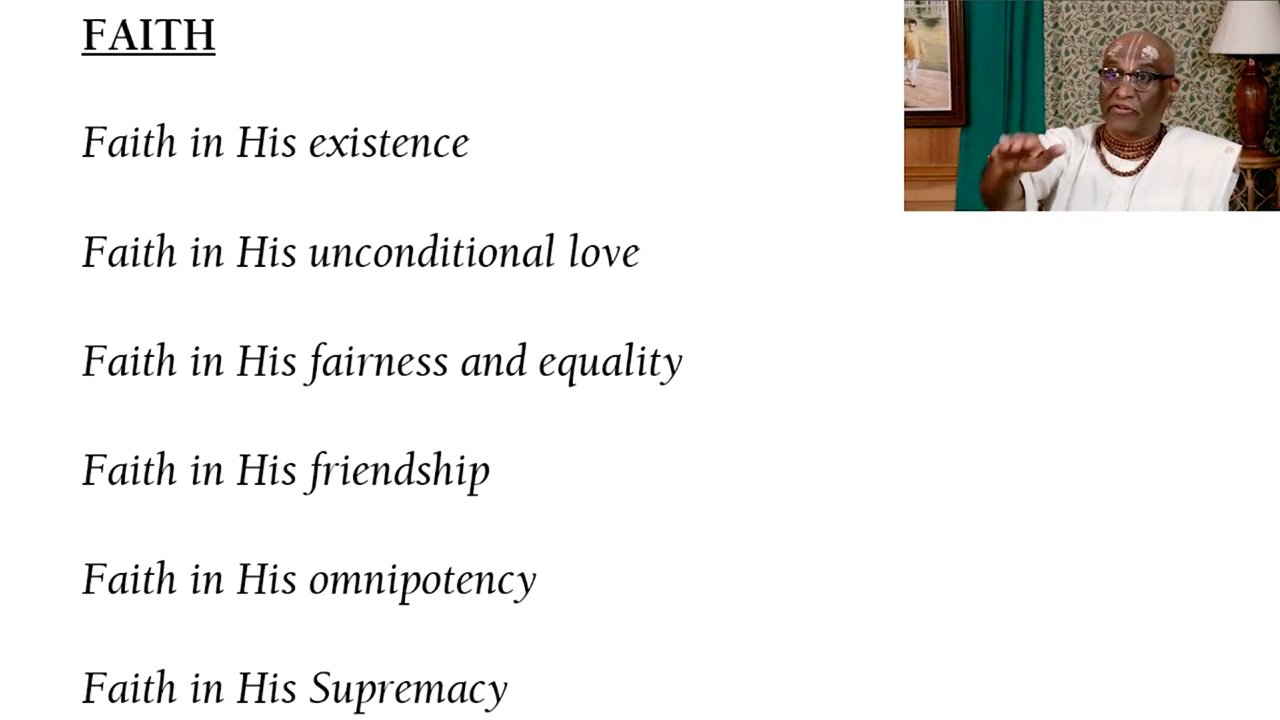 FAITH
Faith in His existence
Faith in His unconditional love
Faith in His fairness and equality
Faith in His friendship
Faith in His omnipotency
Faith in His Supremacy